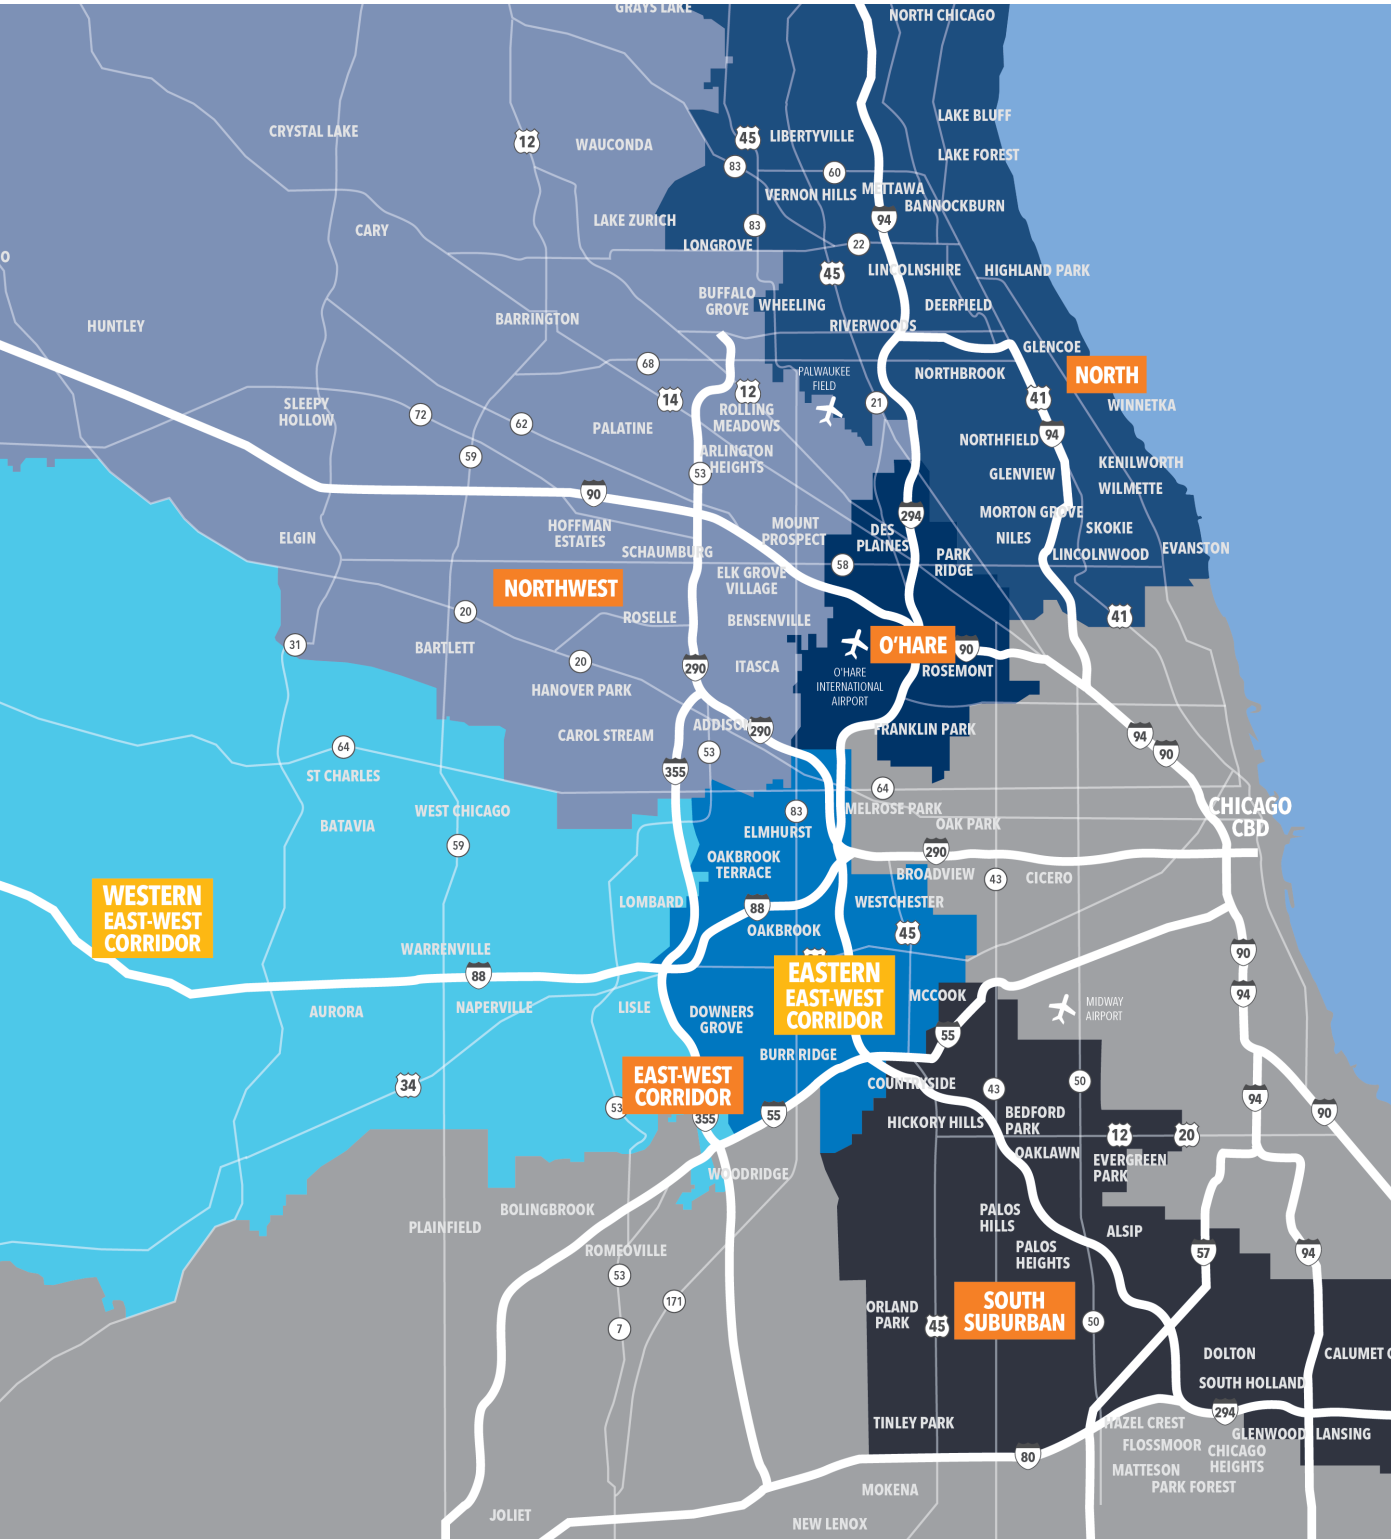 GRAYS LAKE
NORTH CHICAGO
LAKE BLUFF
CRYSTAL LAKE
12
WAUCONDA
45
LIBERTYVILLE
LAKE FOREST
83
60
VERNON HILLS
METTAWA
BANNOCKBURN
LAKE ZURICH
83
94
CARY
LONGROVE
22
O
45
LINCOLNSHIRE
HIGHLAND PARK
BUFFALO
GROVE
WHEELING
DEERFIELD
HUNTLEY
BARRINGTON
RIVERWOODS
GLENCOE
68
PALWAUKEE
FIELD
NORTHBROOK
NORTH
14
12
21
41
WINNETKA
SLEEPY
HOLLOW
72
62
PALATINE
ROLLING
MEADOWS
NORTHFIELD
94
59
ARLINGTON
HEIGHTS
53
GLENVIEW
KENILWORTH
WILMETTE
90
294
MORTON GROVE
ELGIN
HOFFMAN
ESTATES
MOUNT
PROSPECT
DES
PLAINES
NILES
SKOKIE
SCHAUMBURG
PARK
RIDGE
LINCOLNWOOD
EVANSTON
58
NORTHWEST
ELK GROVE
VILLAGE
20
ROSELLE
BENSENVILLE
41
31
BARTLETT
O'HARE
90
20
290
ITASCA
O'HARE
INTERNATIONAL
AIRPORT
ROSEMONT
HANOVER PARK
CAROL STREAM
ADDISON
290
FRANKLIN PARK
94
64
53
90
ST CHARLES
355
64
WEST CHICAGO
83
MELROSE PARK
CHICAGO
CBD
BATAVIA
ELMHURST
OAK PARK
59
OAKBROOK
TERRACE
290
BROADVIEW
43
CICERO
WESTERN
EAST-WEST
CORRIDOR
LOMBARD
88
WESTCHESTER
OAKBROOK
45
WARRENVILLE
90
88
EASTERN
EAST-WEST
CORRIDOR
MCCOOK
94
AURORA
NAPERVILLE
LISLE
DOWNERS
GROVE
MIDWAY
AIRPORT
55
BURR RIDGE
34
EAST-WEST
CORRIDOR
COUNTRYSIDE
43
50
94
53
355
55
HICKORY HILLS
BEDFORD
PARK
90
12
20
OAKLAWN
EVERGREEN
PARK
WOODRIDGE
BOLINGBROOK
PLAINFIELD
PALOS
HILLS
ALSIP
ROMEOVILLE
PALOS
HEIGHTS
57
94
53
171
7
ORLAND
PARK
45
SOUTH
SUBURBAN
50
DOLTON
CALUMET C
SOUTH HOLLAND
TINLEY PARK
HAZEL CREST
294
GLENWOOD
LANSING
FLOSSMOOR
CHICAGO
HEIGHTS
80
MATTESON
PARK FOREST
MOKENA
JOLIET
NEW LENOX